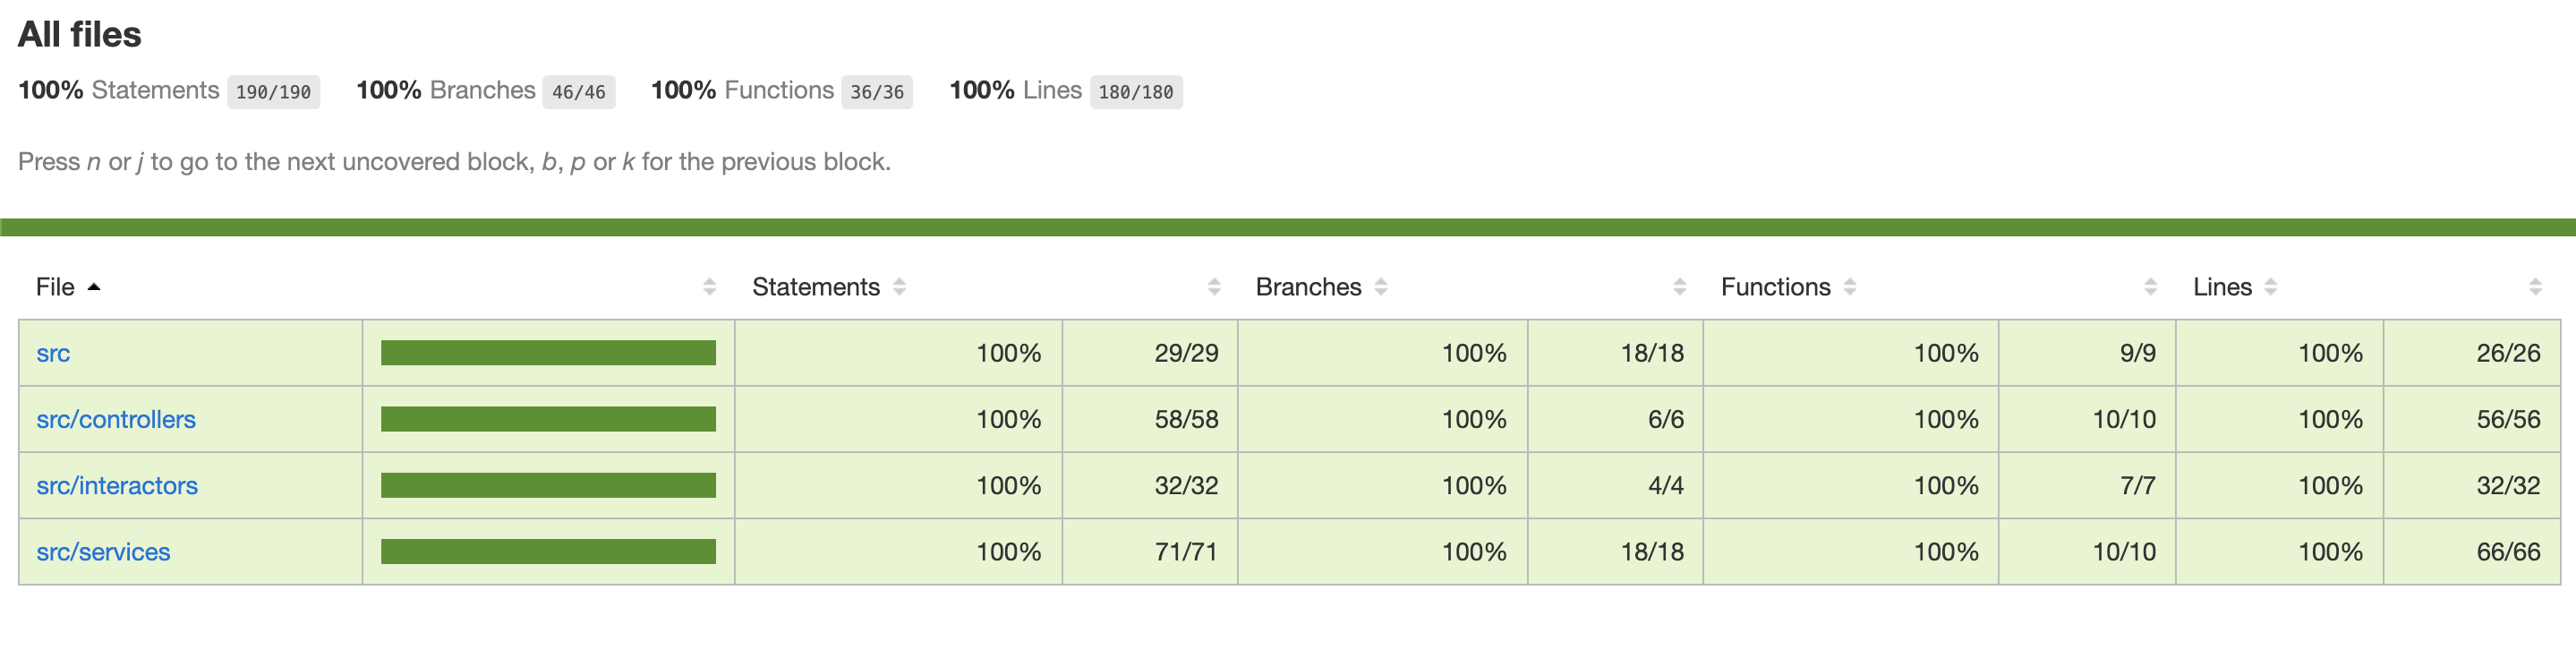 All files
100% Statements 190/190 100% Branches 46/46 100% Functions 36/36 100% Lines 180/180
Press n or j to go to the next uncovered block, b, p or k for the previous block.
File Statements Branches Functions Lines
src 100% 29/29 100% 18/18 100% 9/9 100% 26/26
src/controllers 100% 58/58 100% 6/6 100% 10/10 100% 56/56
src/interactors 100% 32/32 100% 4/4 100% 7/7 100% 32/32
src/services 100% 71/71 100% 18/18 100% 10/10 100% 66/66